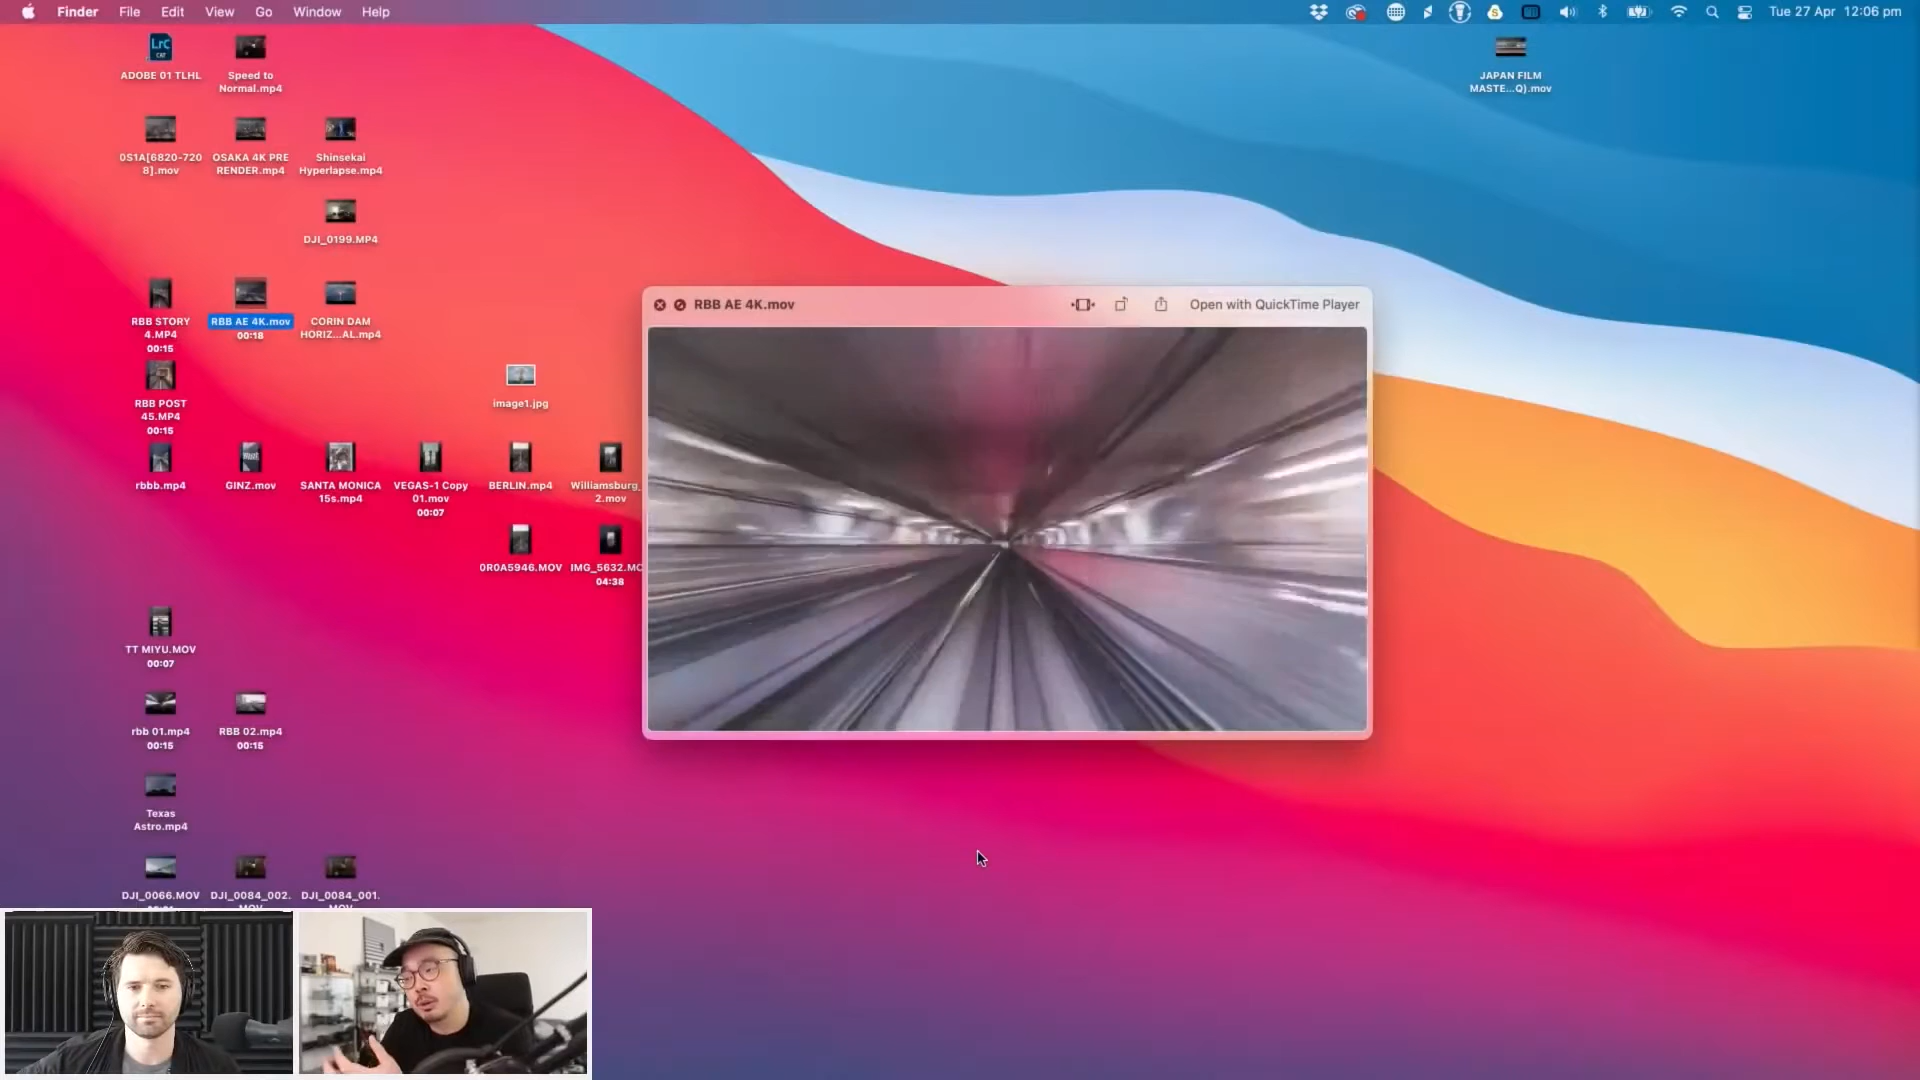 Finder File Edit View Go Window Help
Tue 27 Apr 12:06 pm
LrC
CAT
ADOBE 01 TLHL
Speed to
Normal.mp4
JAPAN FILM
MASTE...Q).mov
0S1A[6820-720
8].mov
OSAKA 4K PRE
RENDER.mp4
Shinsekai
Hyperlapse.mp4
DJI_0199.MP4
RBB STORY
4.MP4
00:15
RBB AE 4K.mov
00:18
CORIN DAM
HORIZ...AL.mp4
RBB AE 4K.mov
Open with QuickTime Player
RBB POST
45.MP4
00:15
image1.jpg
rbbb.mp4
GINZ.mov
SANTA MONICA
15s.mp4
VEGAS-1 Copy
01.mov
00:07
BERLIN.mp4
Williamsburg_
2.mov
0R0A5946.MOV
IMG_5632.MO
04:38
TT MIYU.MOV
00:07
rbb 01.mp4
00:15
RBB 02.mp4
00:15
Texas
Astro.mp4
DJI_0066.MOV
DJI_0084_002.
DJI_0084_001.